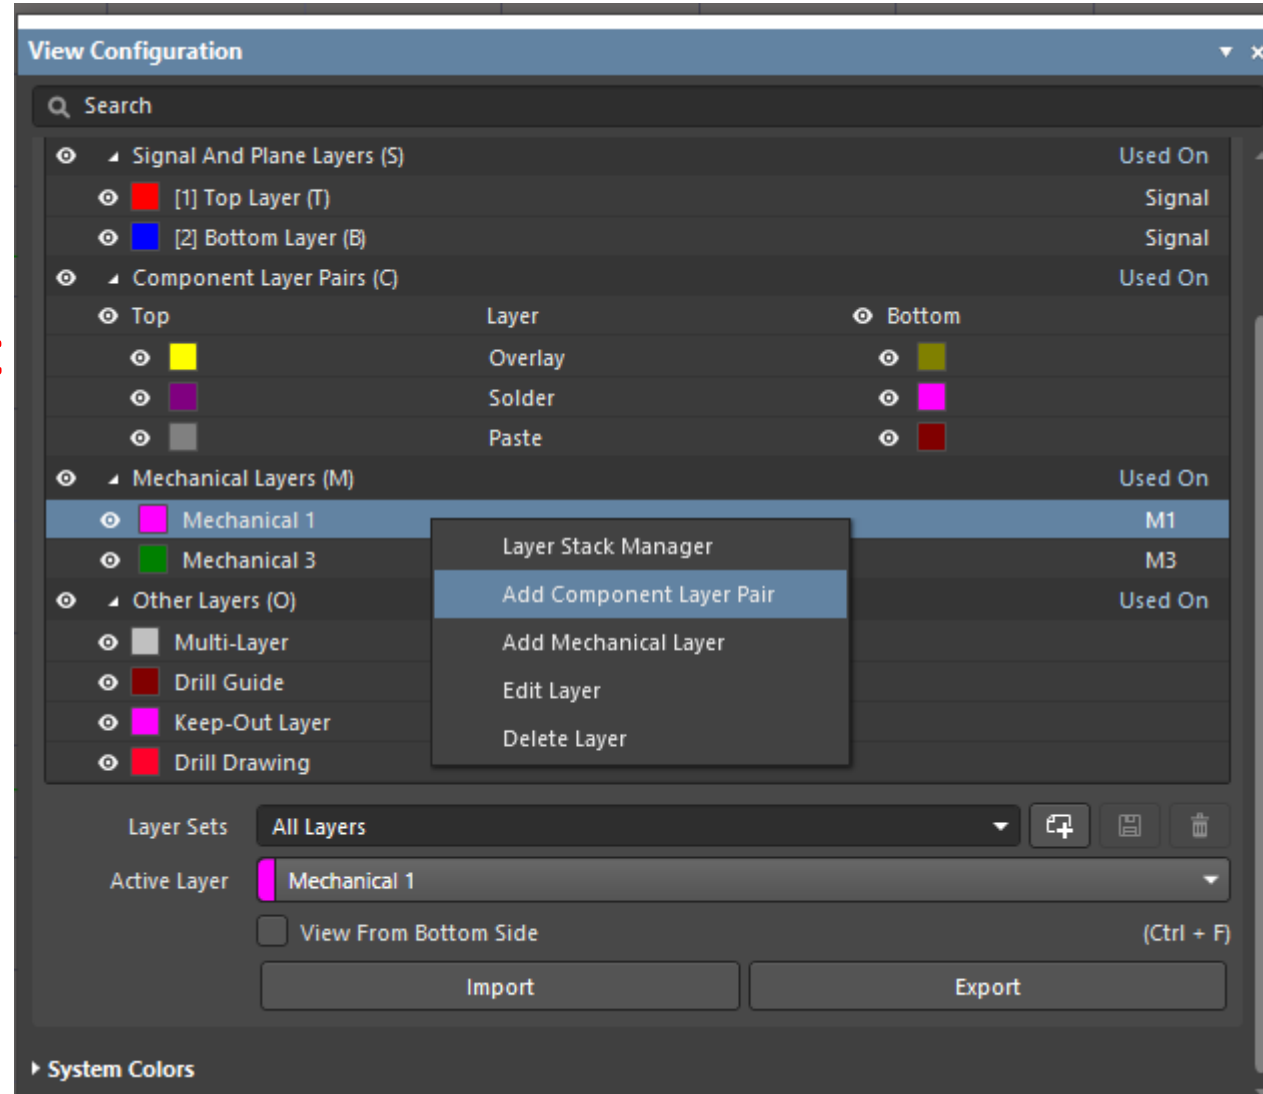 View Configuration
Search
Signal And Plane Layers (S) Used On
[1] Top Layer (T) Signal
[2] Bottom Layer (B) Signal
Component Layer Pairs (C) Used On
Top Layer Bottom
Overlay
Solder
Paste
Mechanical Layers (M) Used On
Mechanical 1 M1
Mechanical 3 M3
Other Layers (O) Used On
Multi-Layer
Drill Guide
Keep-Out Layer
Drill Drawing
Layer Stack Manager
Add Component Layer Pair
Add Mechanical Layer
Edit Layer
Delete Layer
Layer Sets All Layers
Active Layer Mechanical 1
View From Bottom Side (Ctrl + F)
Import Export
System Colors